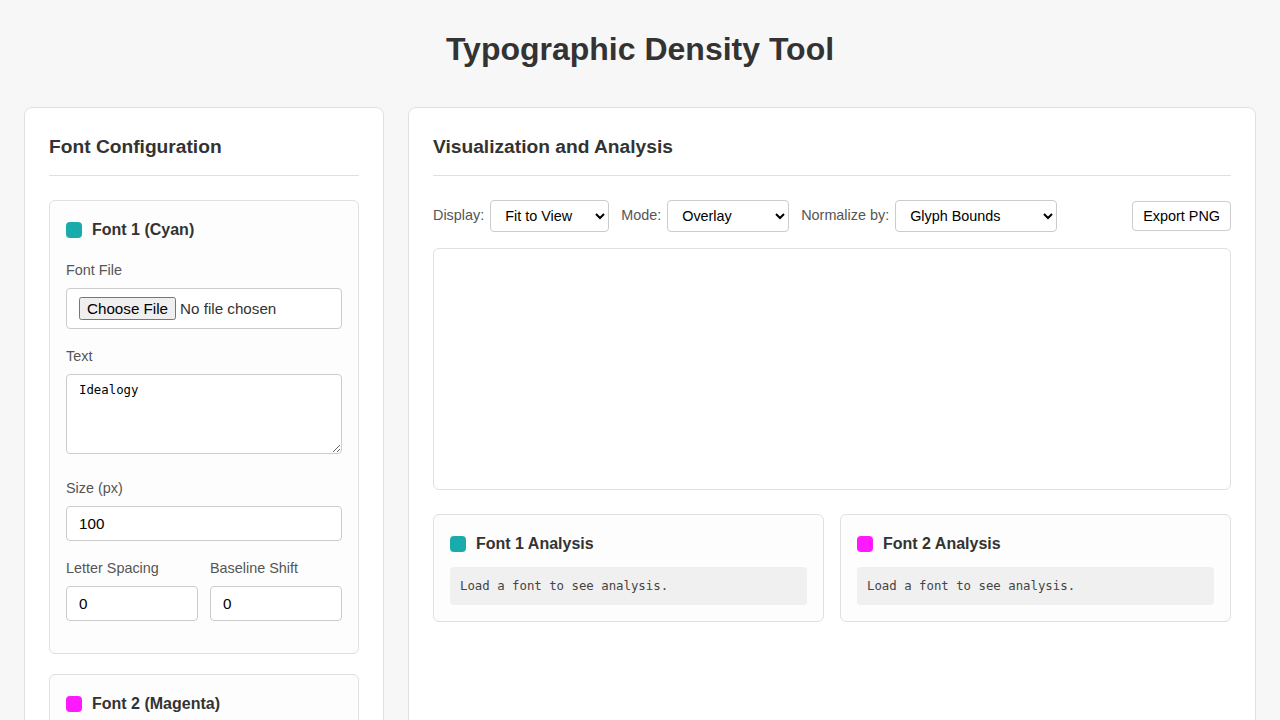 Typographic Density Tool
Font Configuration
Font 1 (Cyan)
Font File
Choose File No file chosen
Text
Idealogy
Size (px)
100
Letter Spacing Baseline Shift
0 0
Font 2 (Magenta)
Visualization and Analysis
Display: Fit to View Mode: Overlay Normalize by: Glyph Bounds Export PNG
Font 1 Analysis
Load a font to see analysis.
Font 2 Analysis
Load a font to see analysis.